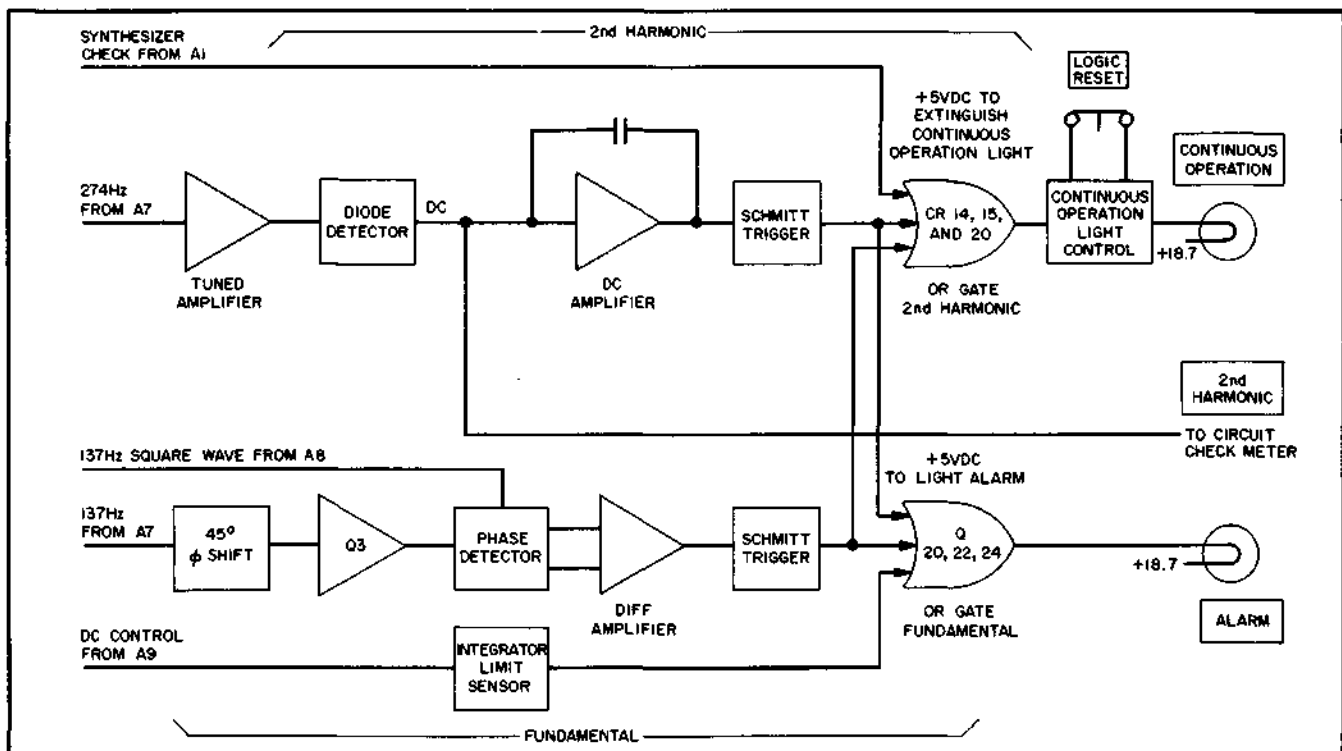 SYNTHESIZER
CHECK FROM A1
2nd HARMONIC
LOGIC
RESET
+5VDC TO
EXTINGUISH
CONTINUOUS
OPERATION LIGHT
CONTINUOUS
OPERATION
274Hz
FROM A7
TUNED
AMPLIFIER
DIODE
DETECTOR
DC
DC
AMPLIFIER
SCHMITT
TRIGGER
CR 14, 15,
AND 20
OR GATE
2nd HARMONIC
CONTINUOUS
OPERATION
LIGHT
CONTROL
+18.7
2nd
HARMONIC
TO CIRCUIT
CHECK METER
137Hz SQUARE WAVE FROM A8
+5VDC
TO LIGHT ALARM
137Hz
FROM A7
45°
φ SHIFT
Q3
PHASE
DETECTOR
DIFF
AMPLIFIER
SCHMITT
TRIGGER
Q
20, 22, 24
OR GATE
FUNDAMENTAL
+18.7
ALARM
DC CONTROL
FROM A9
INTEGRATOR
LIMIT
SENSOR
FUNDAMENTAL